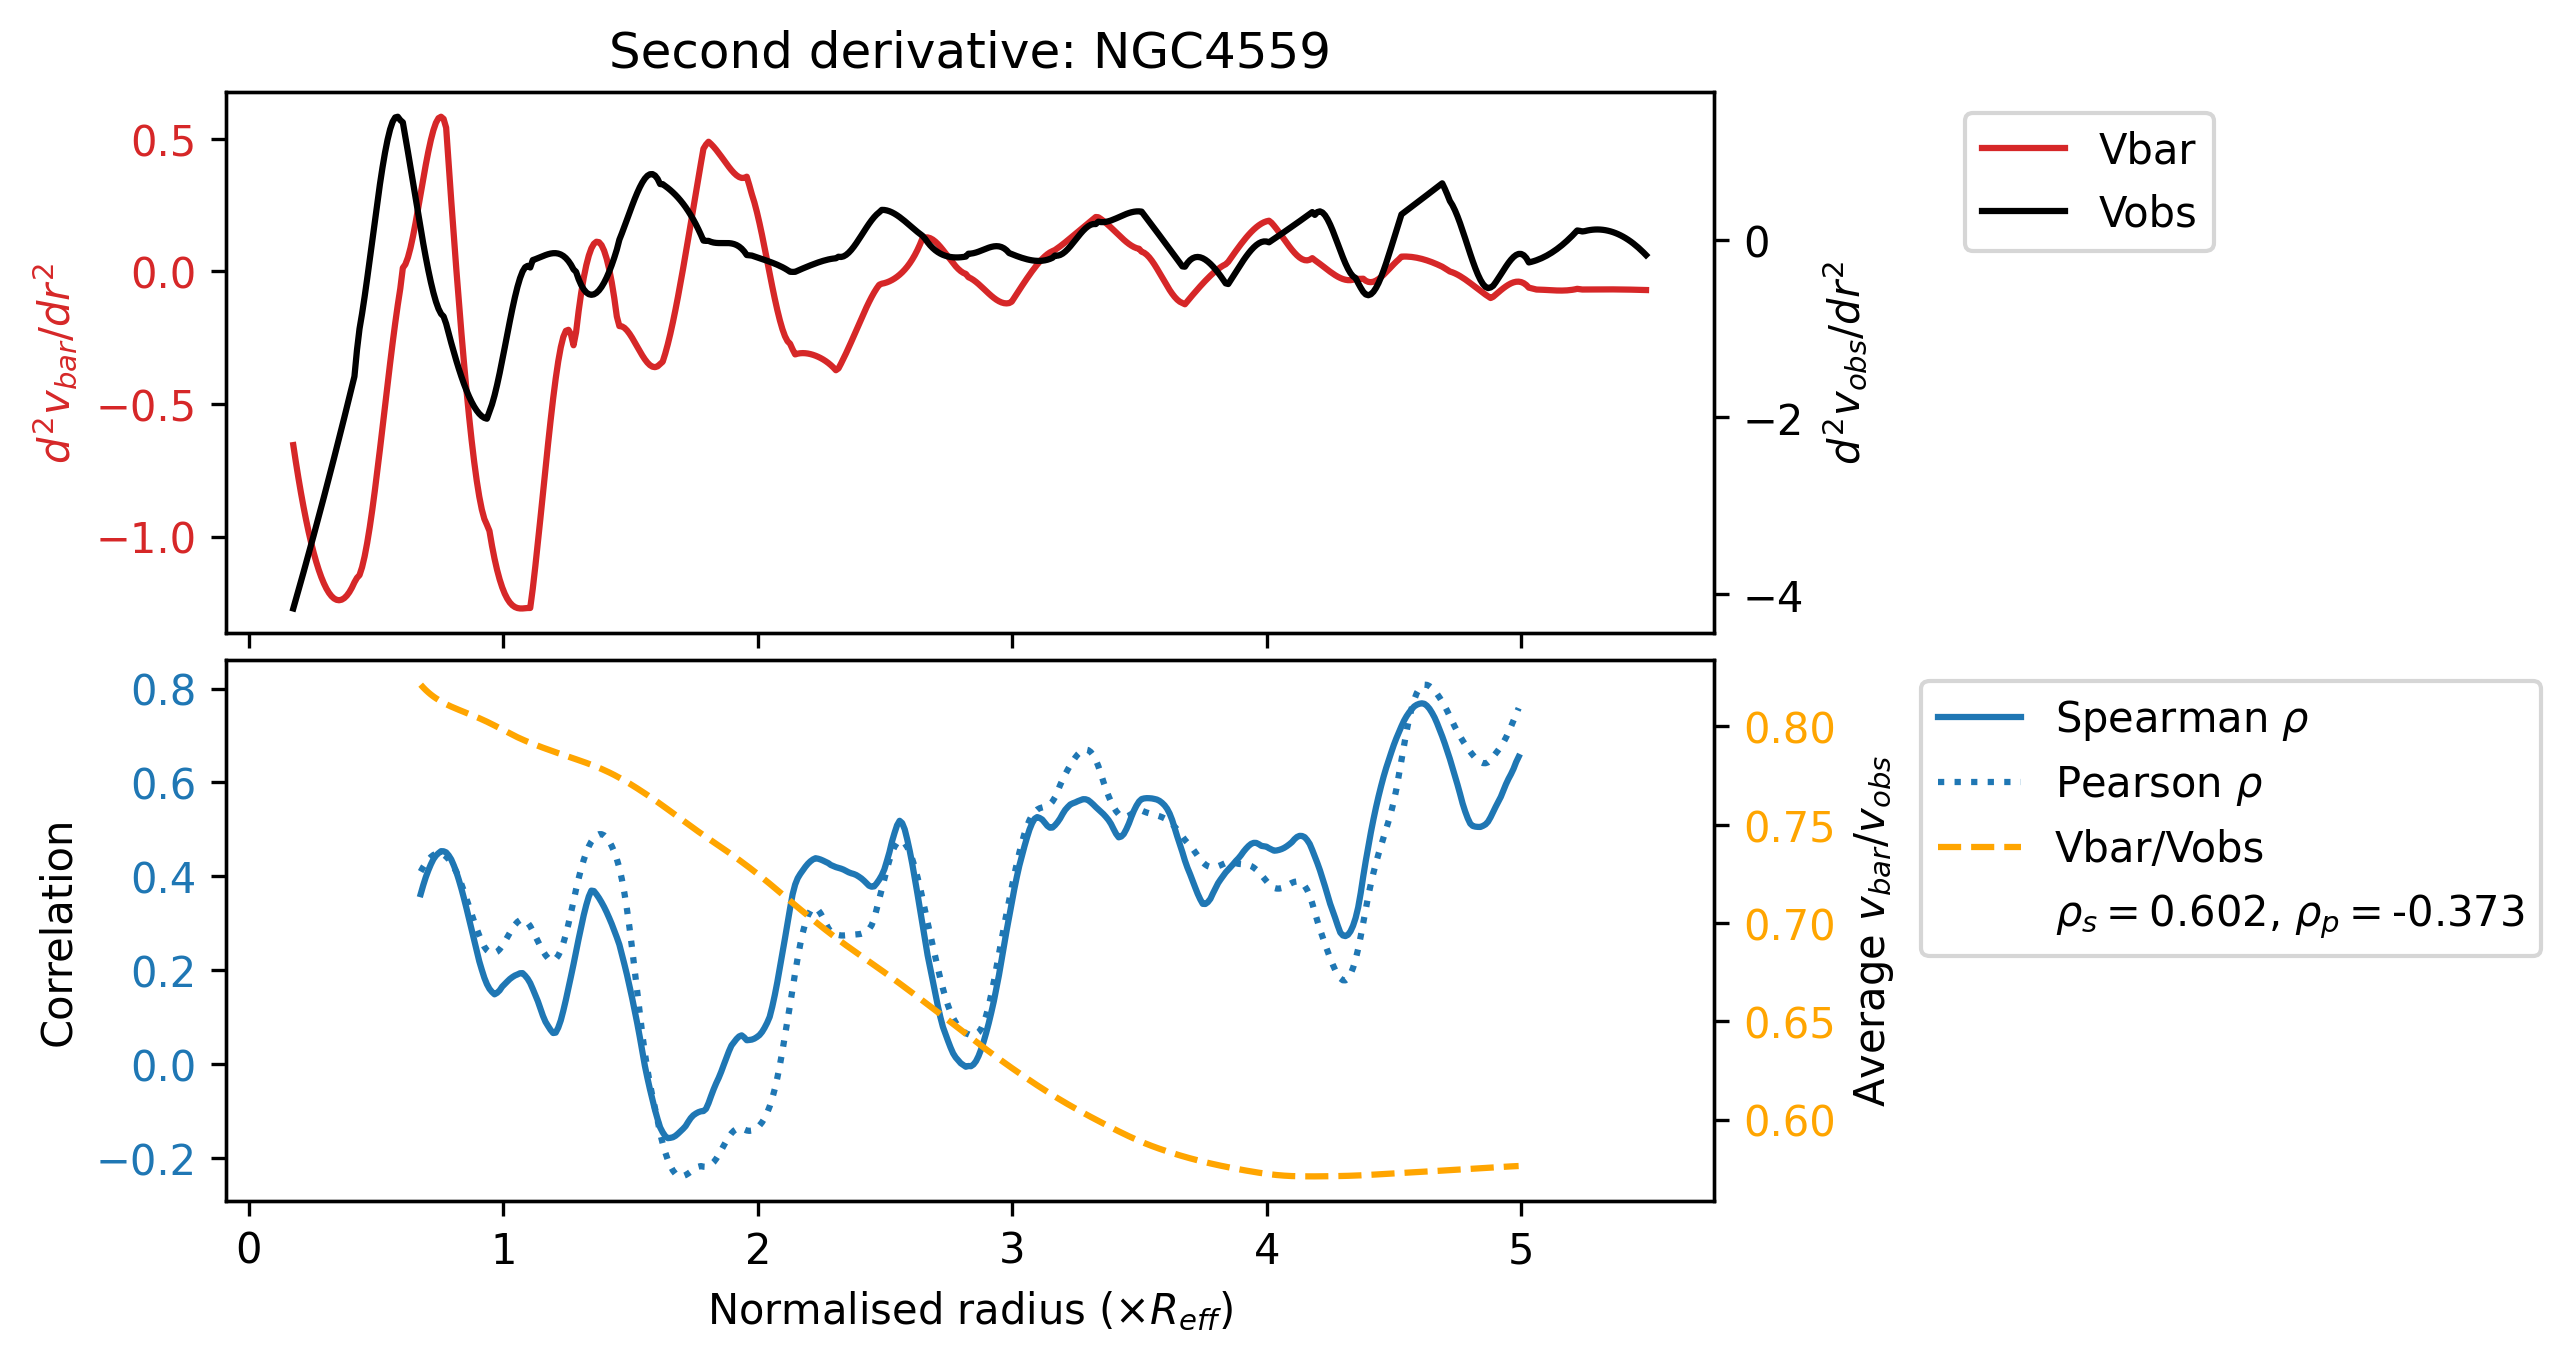 Second derivative: NGC4559
0.5
0.0
−0.5
−1.0
d²v_bar/dr²
0
−2
−4
d²v_obs/dr²
Vbar
Vobs
0.8
0.6
0.4
0.2
0.0
−0.2
Correlation
0.80
0.75
0.70
0.65
0.60
Average v_bar/v_obs
Spearman ρ
Pearson ρ
Vbar/Vobs
ρ_s = 0.602, ρ_p = -0.373
0 1 2 3 4 5
Normalised radius (×R_eff)